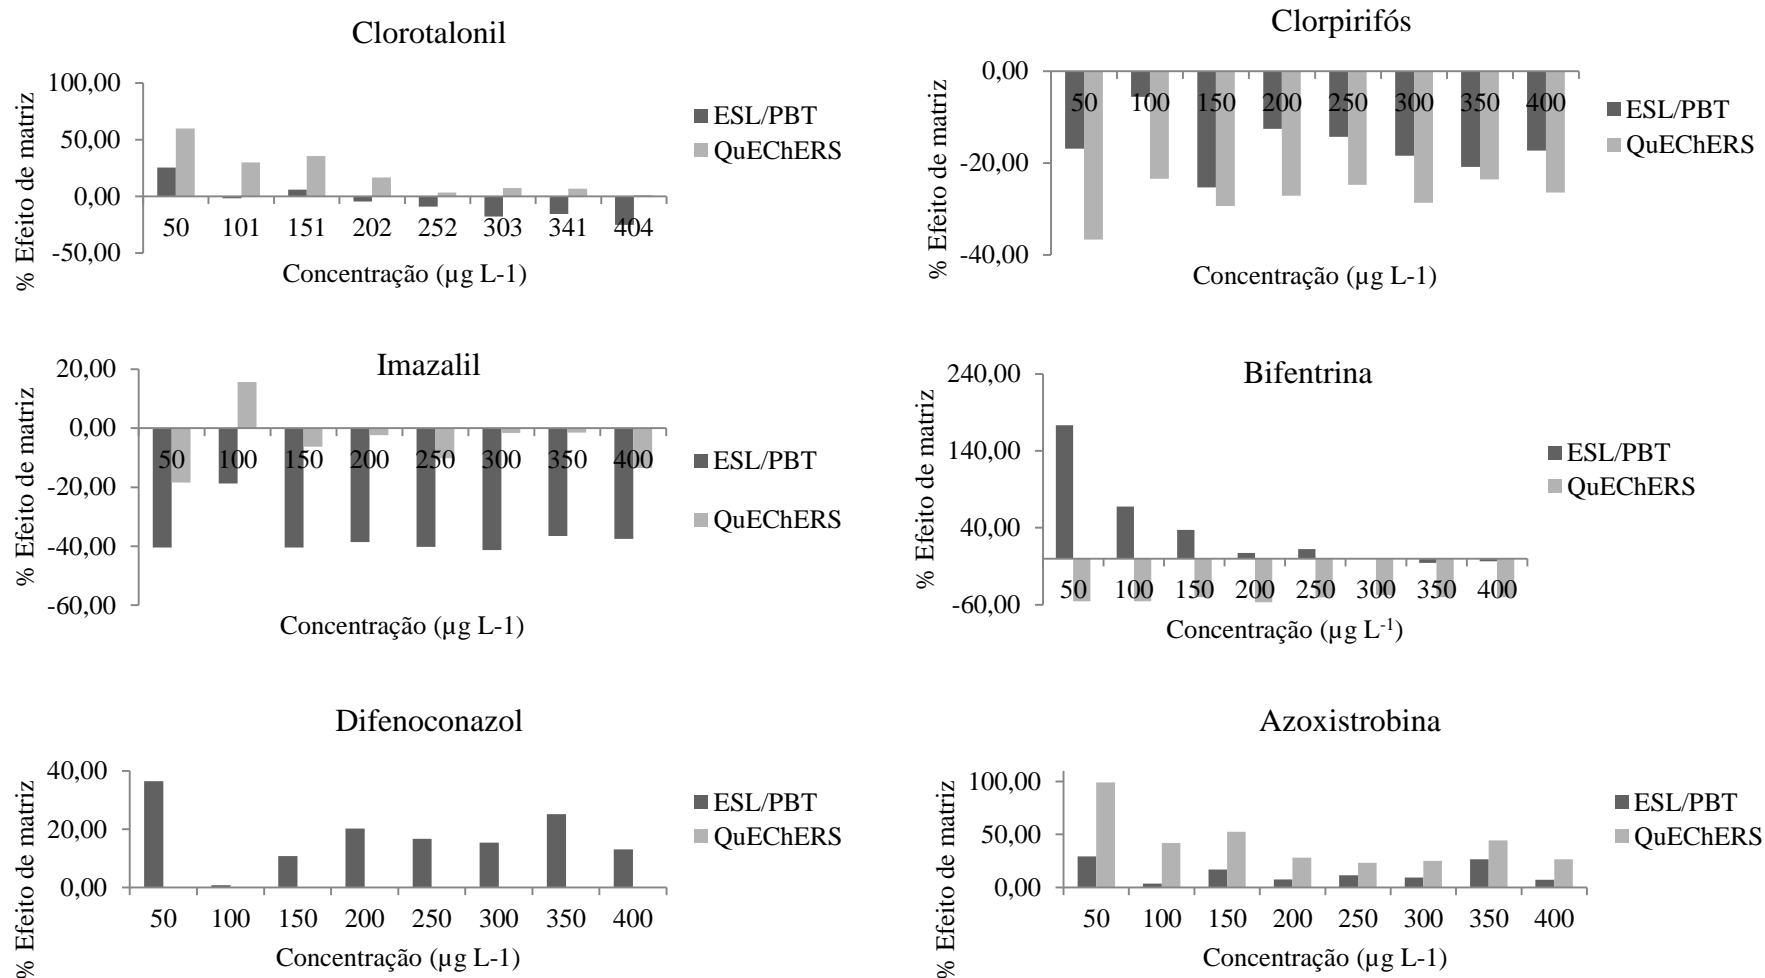 Clorotalonil
% Efeito de matriz
100,00
50,00
0,00
-50,00
50 101 151 202 252 303 341 404
Concentração (µg L-1)
ESL/PBT
QuEChERS
Clorpirifós
% Efeito de matriz
0,00
-20,00
-40,00
50 100 150 200 250 300 350 400
Concentração (µg L-1)
ESL/PBT
QuEChERS
Imazalil
% Efeito de matriz
20,00
0,00
-20,00
-40,00
-60,00
50 100 150 200 250 300 350 400
Concentração (µg L-1)
ESL/PBT
QuEChERS
Bifentrina
% Efeito de matriz
240,00
140,00
40,00
-60,00
50 100 150 200 250 300 350 400
Concentração (µg L-1)
ESL/PBT
QuEChERS
Difenoconazol
% Efeito de matriz
40,00
20,00
0,00
50 100 150 200 250 300 350 400
Concentração (µg L-1)
ESL/PBT
QuEChERS
Azoxistrobina
% Efeito de matriz
100,00
50,00
0,00
50 100 150 200 250 300 350 400
Concentração (µg L-1)
ESL/PBT
QuEChERS